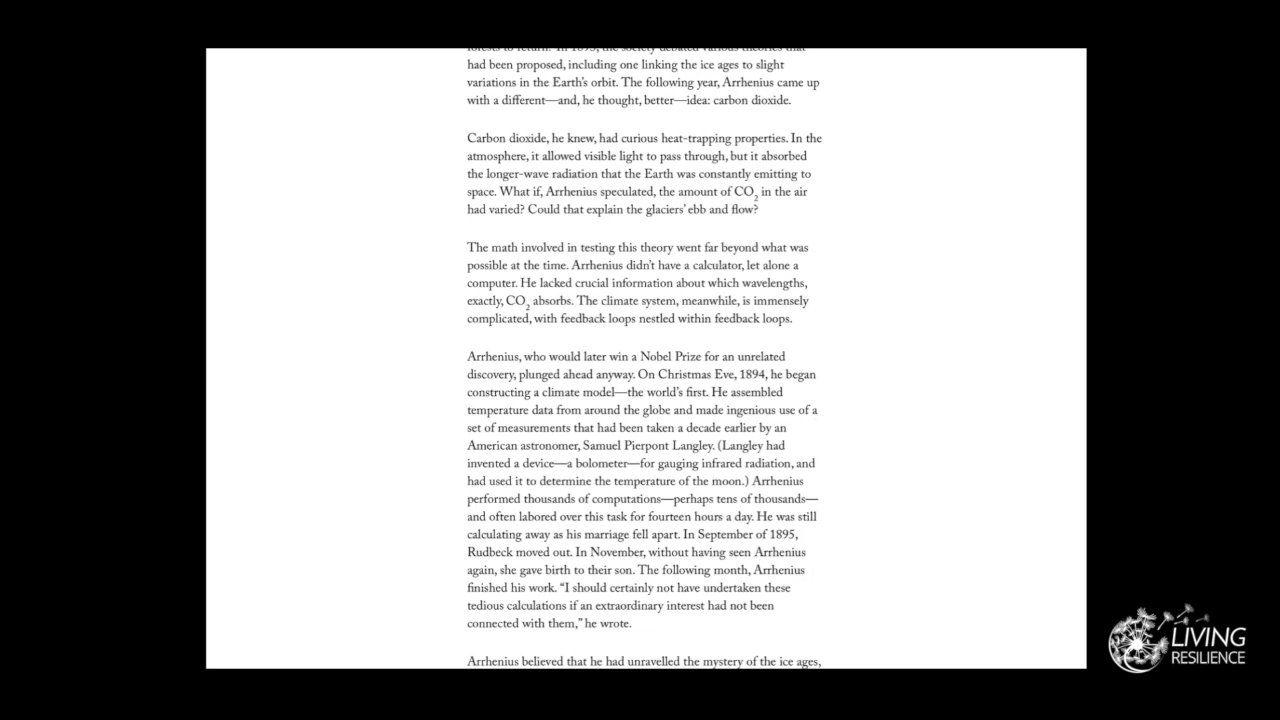 forests to return. In 1893, the society debated various theories that
had been proposed, including one linking the ice ages to slight
variations in the Earth’s orbit. The following year, Arrhenius came up
with a different—and, he thought, better—idea: carbon dioxide.
Carbon dioxide, he knew, had curious heat-trapping properties. In the
atmosphere, it allowed visible light to pass through, but it absorbed
the longer-wave radiation that the Earth was constantly emitting to
space. What if, Arrhenius speculated, the amount of CO₂ in the air
had varied? Could that explain the glaciers’ ebb and flow?
The math involved in testing this theory went far beyond what was
possible at the time. Arrhenius didn’t have a calculator, let alone a
computer. He lacked crucial information about which wavelengths,
exactly, CO₂ absorbs. The climate system, meanwhile, is immensely
complicated, with feedback loops nestled within feedback loops.
Arrhenius, who would later win a Nobel Prize for an unrelated
discovery, plunged ahead anyway. On Christmas Eve, 1894, he began
constructing a climate model—the world’s first. He assembled
temperature data from around the globe and made ingenious use of a
set of measurements that had been taken a decade earlier by an
American astronomer, Samuel Pierpont Langley. (Langley had
invented a device—a bolometer—for gauging infrared radiation, and
had used it to determine the temperature of the moon.) Arrhenius
performed thousands of computations—perhaps tens of thousands—
and often labored over this task for fourteen hours a day. He was still
calculating away as his marriage fell apart. In September of 1895,
Rudbeck moved out. In November, without having seen Arrhenius
again, she gave birth to their son. The following month, Arrhenius
finished his work. “I should certainly not have undertaken these
tedious calculations if an extraordinary interest had not been
connected with them,” he wrote.
Arrhenius believed that he had unravelled the mystery of the ice ages,
LIVING
RESILIENCE